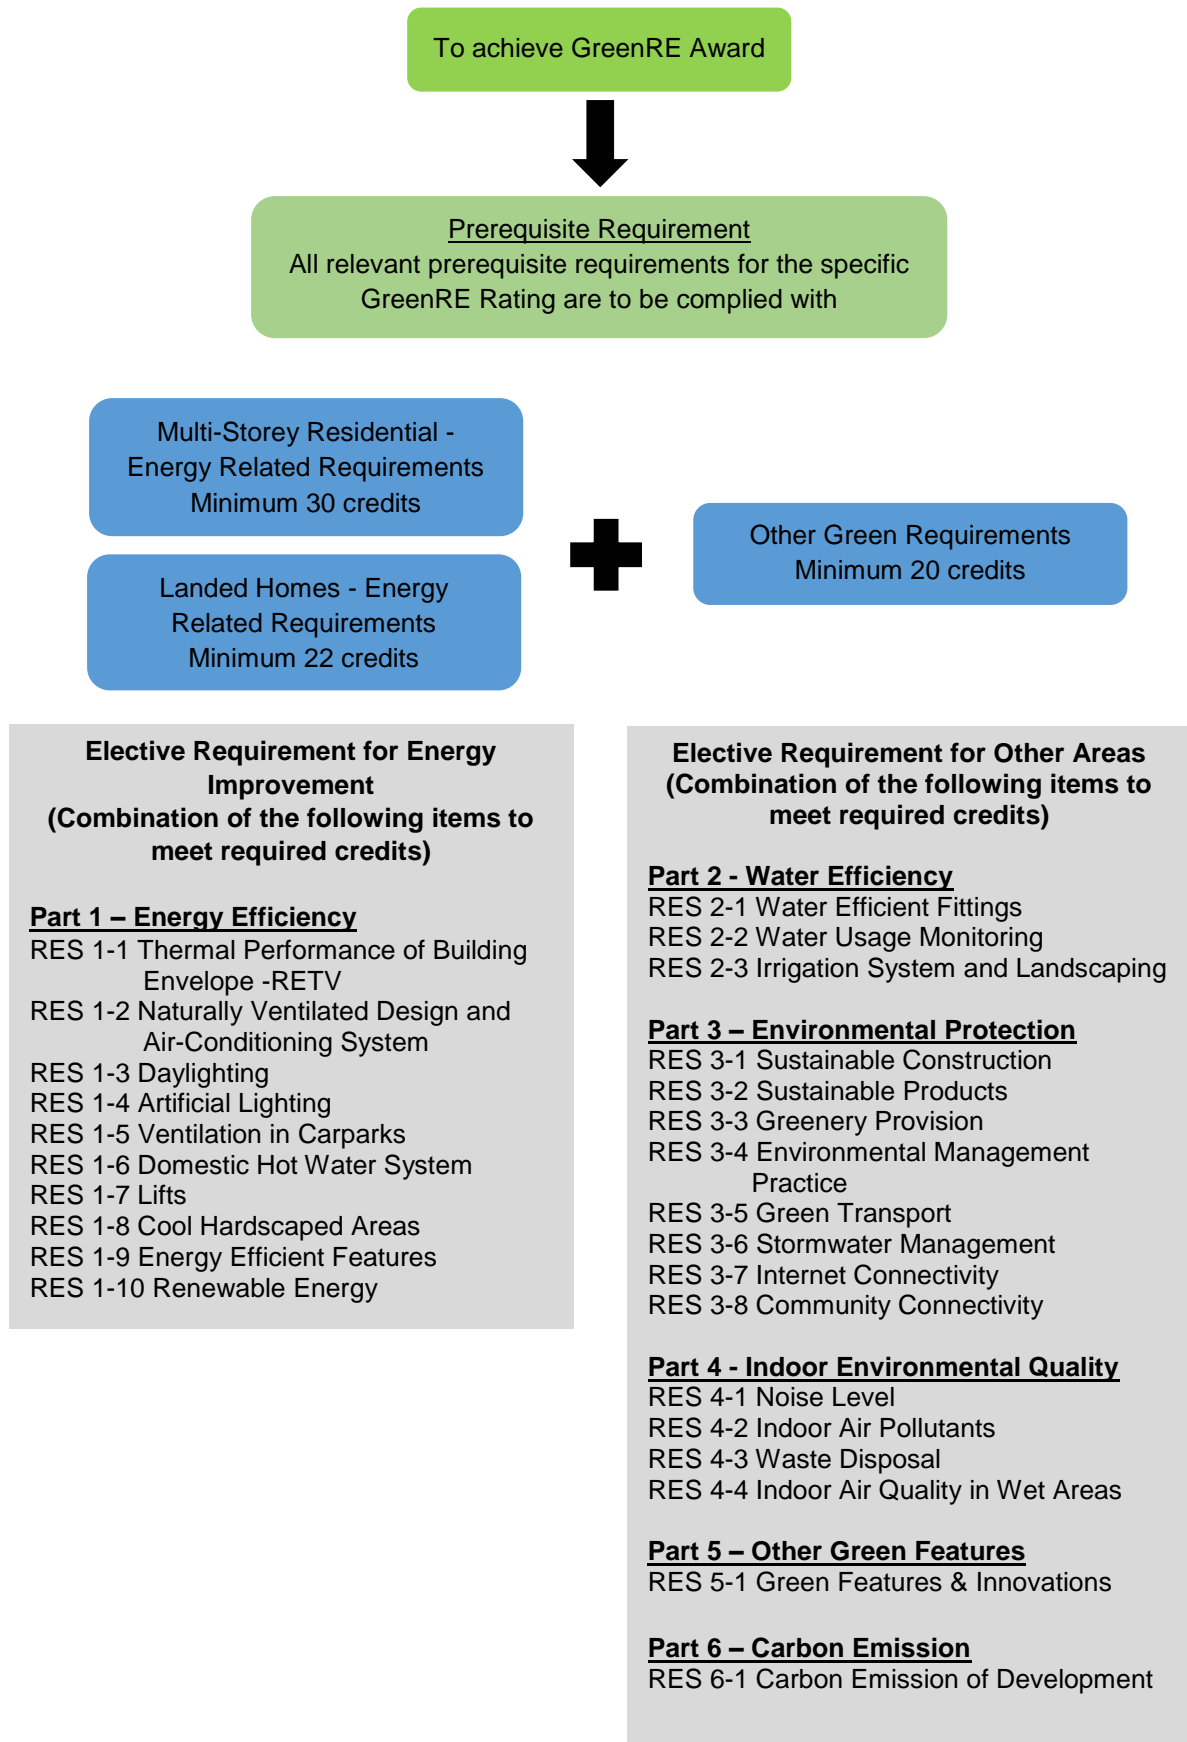 To achieve GreenRE Award
Prerequisite Requirement
All relevant prerequisite requirements for the specific
GreenRE Rating are to be complied with
Multi-Storey Residential -
Energy Related Requirements
Minimum 30 credits
Landed Homes - Energy
Related Requirements
Minimum 22 credits
Other Green Requirements
Minimum 20 credits
Elective Requirement for Energy
Improvement
(Combination of the following items to
meet required credits)
Part 1 – Energy Efficiency
RES 1-1 Thermal Performance of Building
Envelope -RETV
RES 1-2 Naturally Ventilated Design and
Air-Conditioning System
RES 1-3 Daylighting
RES 1-4 Artificial Lighting
RES 1-5 Ventilation in Carparks
RES 1-6 Domestic Hot Water System
RES 1-7 Lifts
RES 1-8 Cool Hardscaped Areas
RES 1-9 Energy Efficient Features
RES 1-10 Renewable Energy
Elective Requirement for Other Areas
(Combination of the following items to
meet required credits)
Part 2 - Water Efficiency
RES 2-1 Water Efficient Fittings
RES 2-2 Water Usage Monitoring
RES 2-3 Irrigation System and Landscaping
Part 3 – Environmental Protection
RES 3-1 Sustainable Construction
RES 3-2 Sustainable Products
RES 3-3 Greenery Provision
RES 3-4 Environmental Management
Practice
RES 3-5 Green Transport
RES 3-6 Stormwater Management
RES 3-7 Internet Connectivity
RES 3-8 Community Connectivity
Part 4 - Indoor Environmental Quality
RES 4-1 Noise Level
RES 4-2 Indoor Air Pollutants
RES 4-3 Waste Disposal
RES 4-4 Indoor Air Quality in Wet Areas
Part 5 – Other Green Features
RES 5-1 Green Features & Innovations
Part 6 – Carbon Emission
RES 6-1 Carbon Emission of Development